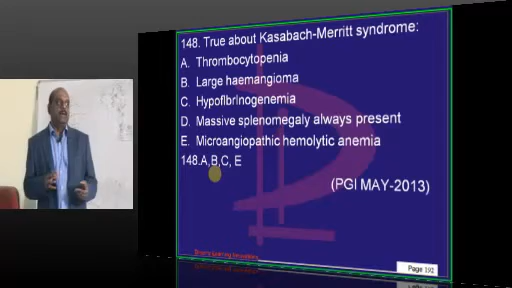 148. True about Kasabach-Merritt syndrome:
A. Thrombocytopenia
B. Large haemangioma
C. HypofIbrInogenemia
D. Massive splenomegaly always present
E. Microangiopathic hemolytic anemia
148.A,B,C, E
(PGI MAY-2013)
Page 192